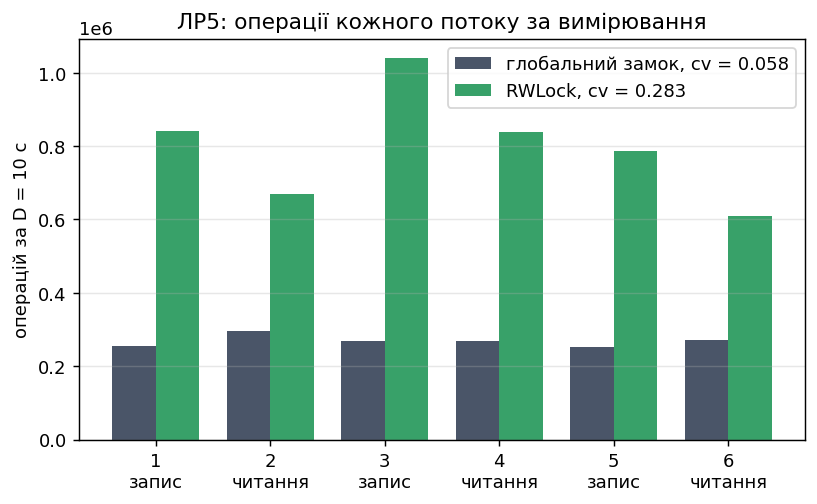 ЛР5: операції кожного потоку за вимірювання
1e6
глобальний замок, cv = 0.058
RWLock, cv = 0.283
операцій за D = 10 с
1.0
0.8
0.6
0.4
0.2
0.0
1 2 3 4 5 6
запис читання запис читання запис читання